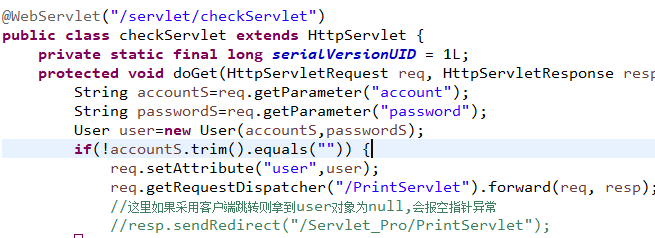 @WebServlet("/servlet/checkServlet")
public class checkServlet extends HttpServlet {
private static final long serialVersionUID = 1L;
protected void doGet(HttpServletRequest req, HttpServletResponse resp
String accountS=req.getParameter("account");
String passwordS=req.getParameter("password");
User user=new User(accountS,passwordS);
if(!accountS.trim().equals("")) {
req.setAttribute("user",user);
req.getRequestDispatcher("/PrintServlet").forward(req, resp);
//这里如果采用客户端跳转则拿到user对象为null,会报空指针异常
//resp.sendRedirect("/Servlet_Pro/PrintServlet");